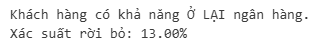 Khách hàng có khả năng Ở LẠI ngân hàng.
Xác suất rời bỏ: 13.00%